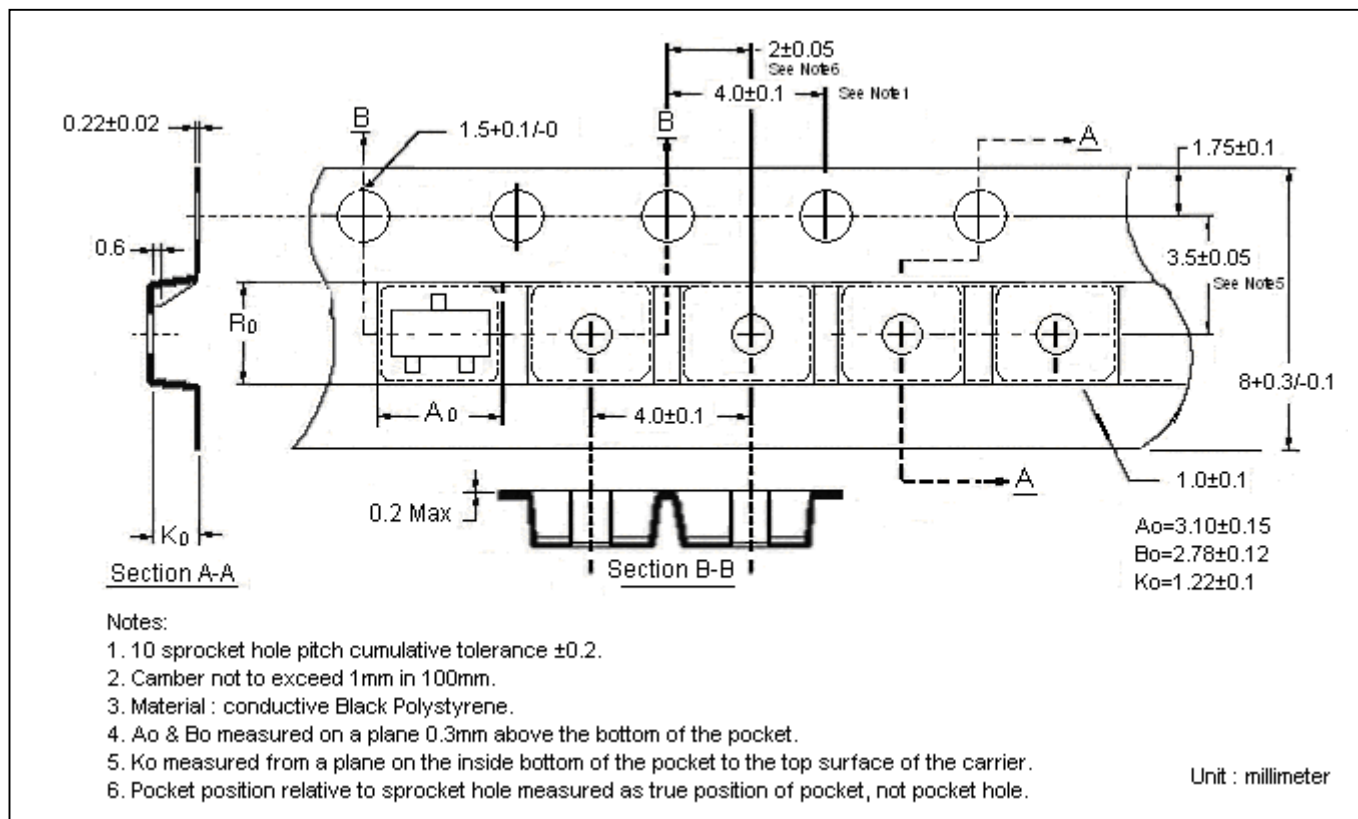 2±0.05
See Note6
4.0±0.1 See Note1
0.22±0.02
B
1.5+0.1/-0
B
A
1.75±0.1
0.6
3.5±0.05
See Note5
R0
8+0.3/-0.1
A0
4.0±0.1
A
1.0±0.1
0.2 Max
K0
Section A-A
Section B-B
Ao=3.10±0.15
Bo=2.78±0.12
Ko=1.22±0.1
Notes:
1. 10 sprocket hole pitch cumulative tolerance ±0.2.
2. Camber not to exceed 1mm in 100mm.
3. Material : conductive Black Polystyrene.
4. Ao & Bo measured on a plane 0.3mm above the bottom of the pocket.
5. Ko measured from a plane on the inside bottom of the pocket to the top surface of the carrier.
6. Pocket position relative to sprocket hole measured as true position of pocket, not pocket hole.
Unit : millimeter